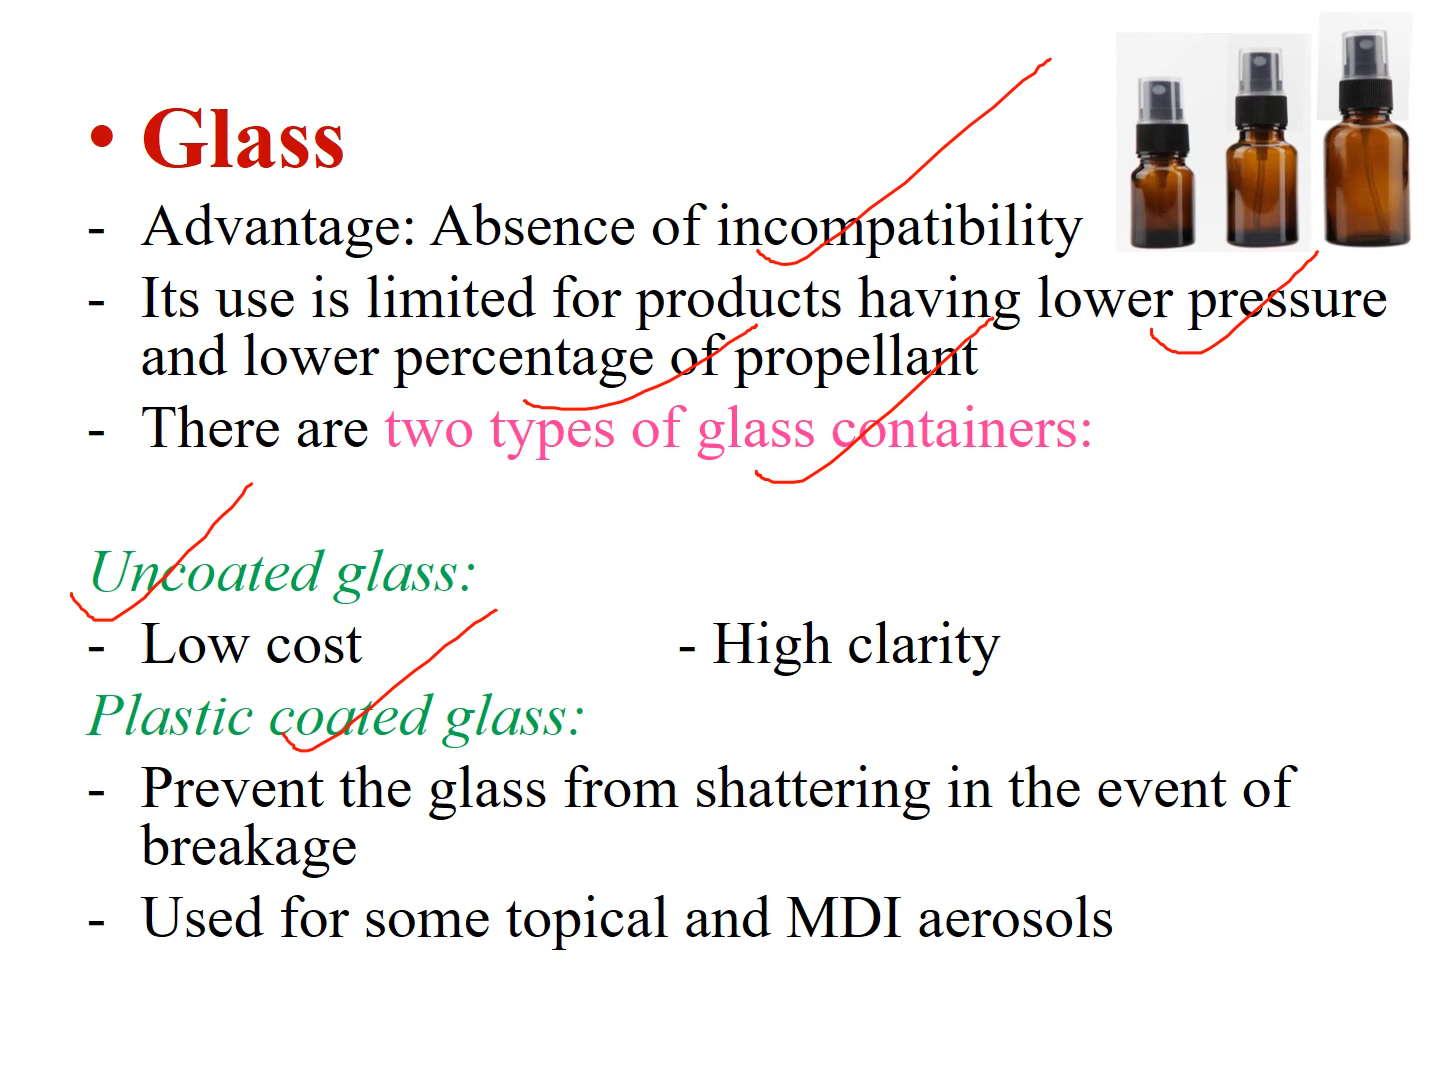 • Glass
- Advantage: Absence of incompatibility
- Its use is limited for products having lower pressure
and lower percentage of propellant
- There are two types of glass containers:
Uncoated glass:
- Low cost - High clarity
Plastic coated glass:
- Prevent the glass from shattering in the event of
breakage
- Used for some topical and MDI aerosols